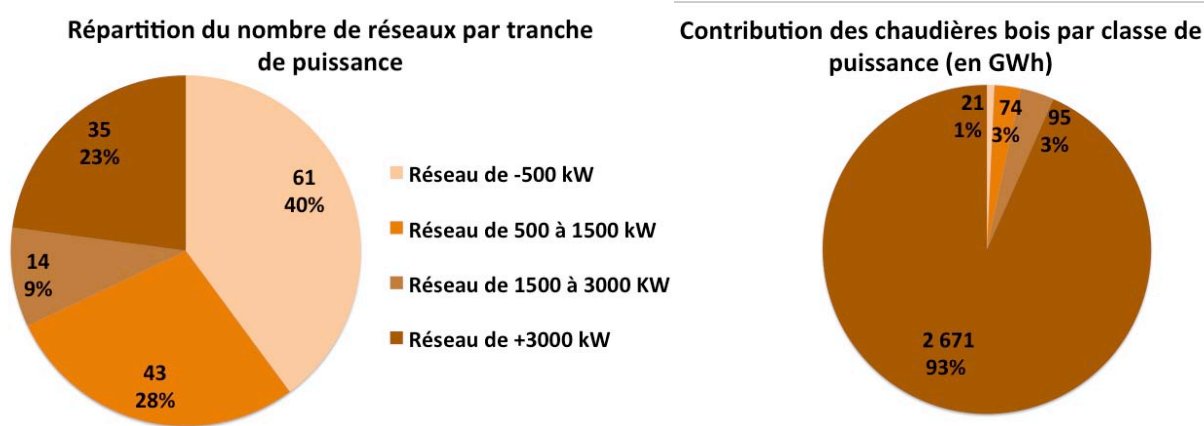 Répartition du nombre de réseaux par tranche
de puissance
35
23%
61
40%
14
9%
43
28%
Réseau de -500 kW
Réseau de 500 à 1500 kW
Réseau de 1500 à 3000 KW
Réseau de +3000 kW
Contribution des chaudières bois par classe de
puissance (en GWh)
21
1%
74
3%
95
3%
2 671
93%